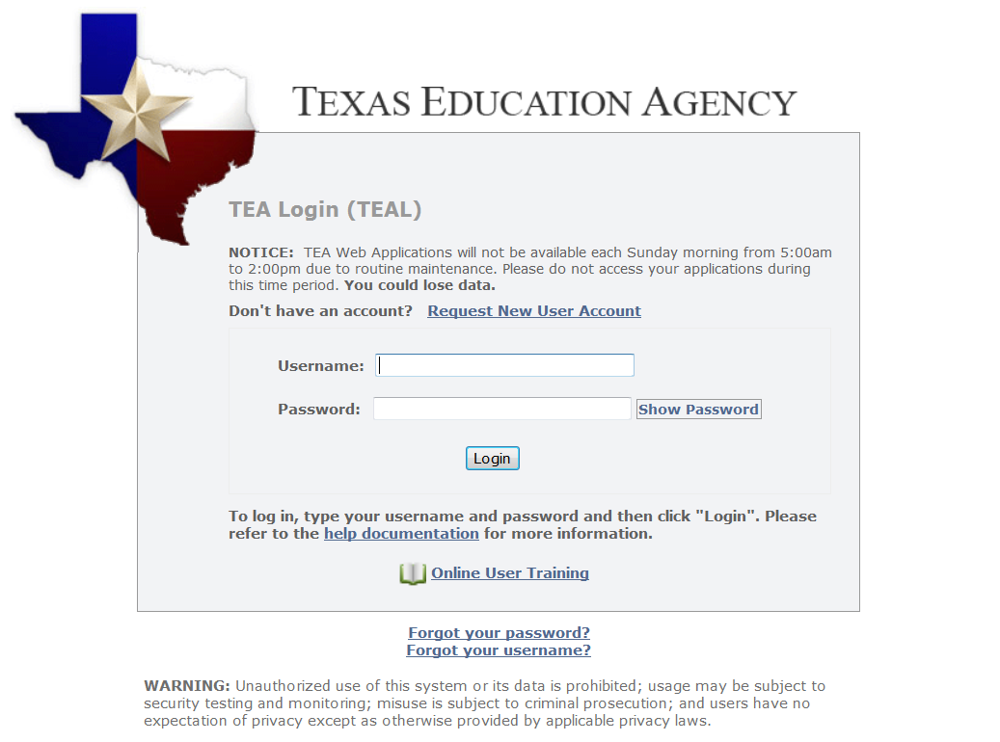 TEXAS EDUCATION AGENCY
TEA Login (TEAL)
NOTICE: TEA Web Applications will not be available each Sunday morning from 5:00am
to 2:00pm due to routine maintenance. Please do not access your applications during
this time period. You could lose data.
Don't have an account? Request New User Account
Username:
Password: Show Password
Login
To log in, type your username and password and then click "Login". Please
refer to the help documentation for more information.
Online User Training
Forgot your password?
Forgot your username?
WARNING: Unauthorized use of this system or its data is prohibited; usage may be subject to
security testing and monitoring; misuse is subject to criminal prosecution; and users have no
expectation of privacy except as otherwise provided by applicable privacy laws.